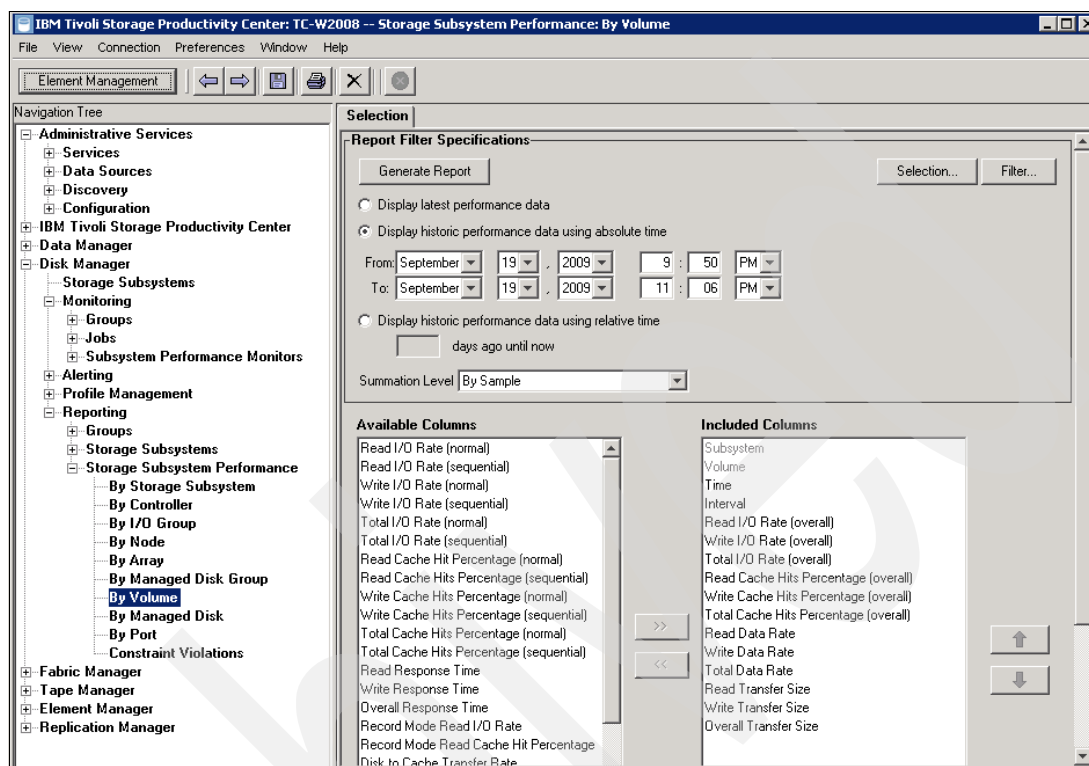 IBM Tivoli Storage Productivity Center: TC-W2008 -- Storage Subsystem Performance: By Volume
File View Connection Preferences Window Help
Element Management
Navigation Tree
Administrative Services
Services
Data Sources
Discovery
Configuration
IBM Tivoli Storage Productivity Center
Data Manager
Disk Manager
Storage Subsystems
Monitoring
Groups
Jobs
Subsystem Performance Monitors
Alerting
Profile Management
Reporting
Groups
Storage Subsystems
Storage Subsystem Performance
By Storage Subsystem
By Controller
By I/O Group
By Node
By Array
By Managed Disk Group
By Volume
By Managed Disk
By Port
Constraint Violations
Fabric Manager
Tape Manager
Element Manager
Replication Manager
Selection
Report Filter Specifications
Generate Report Selection... Filter...
Display latest performance data
Display historic performance data using absolute time
From: September 19 , 2009 9 : 50 PM
To: September 19 , 2009 11 : 06 PM
Display historic performance data using relative time
days ago until now
Summation Level By Sample
Available Columns
Read I/O Rate (normal)
Read I/O Rate (sequential)
Write I/O Rate (normal)
Write I/O Rate (sequential)
Total I/O Rate (normal)
Total I/O Rate (sequential)
Read Cache Hit Percentage (normal)
Read Cache Hits Percentage (sequential)
Write Cache Hits Percentage (normal)
Write Cache Hits Percentage (sequential)
Total Cache Hits Percentage (normal)
Total Cache Hits Percentage (sequential)
Read Response Time
Write Response Time
Overall Response Time
Record Mode Read I/O Rate
Record Mode Read Cache Hit Percentage
Disk to Cache Transfer Rate
>>
<<
Included Columns
Subsystem
Volume
Time
Interval
Read I/O Rate (overall)
Write I/O Rate (overall)
Total I/O Rate (overall)
Read Cache Hits Percentage (overall)
Write Cache Hits Percentage (overall)
Total Cache Hits Percentage (overall)
Read Data Rate
Write Data Rate
Total Data Rate
Read Transfer Size
Write Transfer Size
Overall Transfer Size